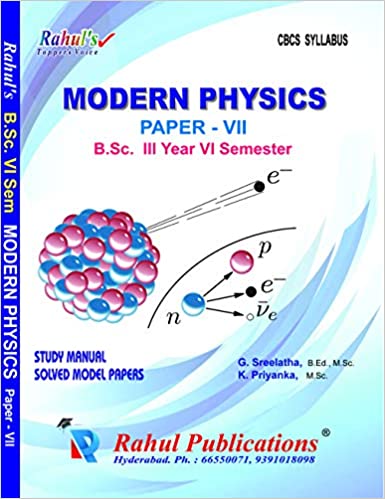 Rahul's
Topper's Voice
CBCS SYLLABUS
MODERN PHYSICS
PAPER - VII
B.Sc. III Year VI Semester
e⁻
p
n
e⁻
ν̄ₑ
STUDY MANUAL
SOLVED MODEL PAPERS
G. Sreelatha, B.Ed., M.Sc.
K. Priyanka, M.Sc.
Rahul Publications®
Hyderabad. Ph. : 66550071, 9391018098
Rahul's B.Sc. VI Sem MODERN PHYSICS Paper - VII